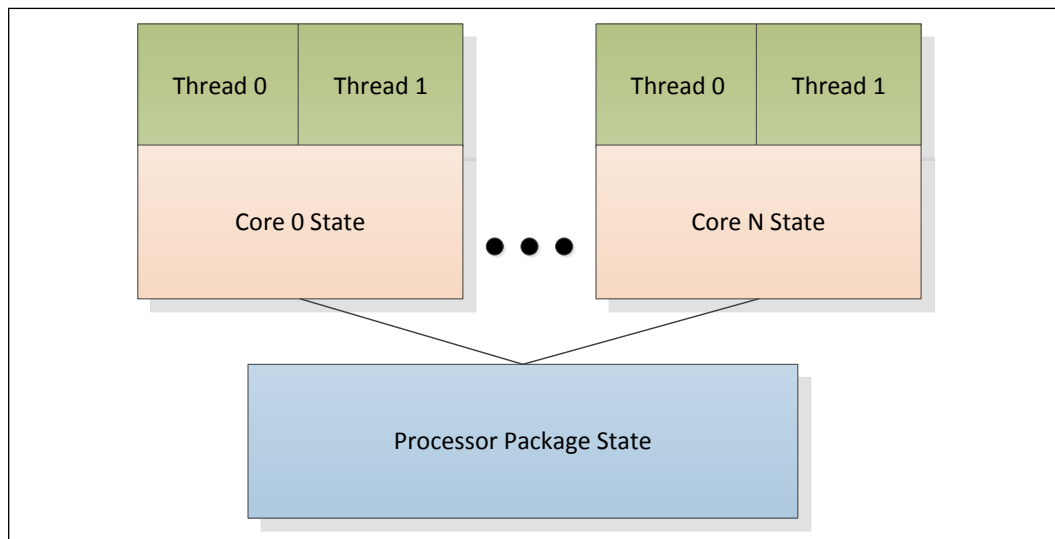 Thread 0 Thread 1 Thread 0 Thread 1
Core 0 State Core N State
Processor Package State